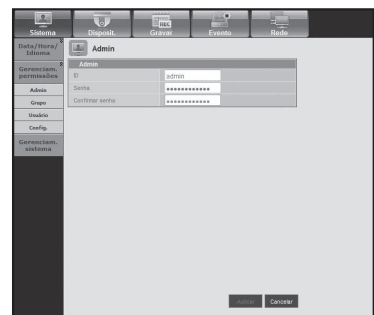 Sistema
Disposit.
Gravar
Evento
Rede
Data/Hora/
Idioma
Gerenciam.
permissões
Admin
Grupo
Usuário
Config.
Gerenciam.
sistema
Admin
Admin
ID
admin
Senha
Confirmar senha
Aplicar
Cancelar